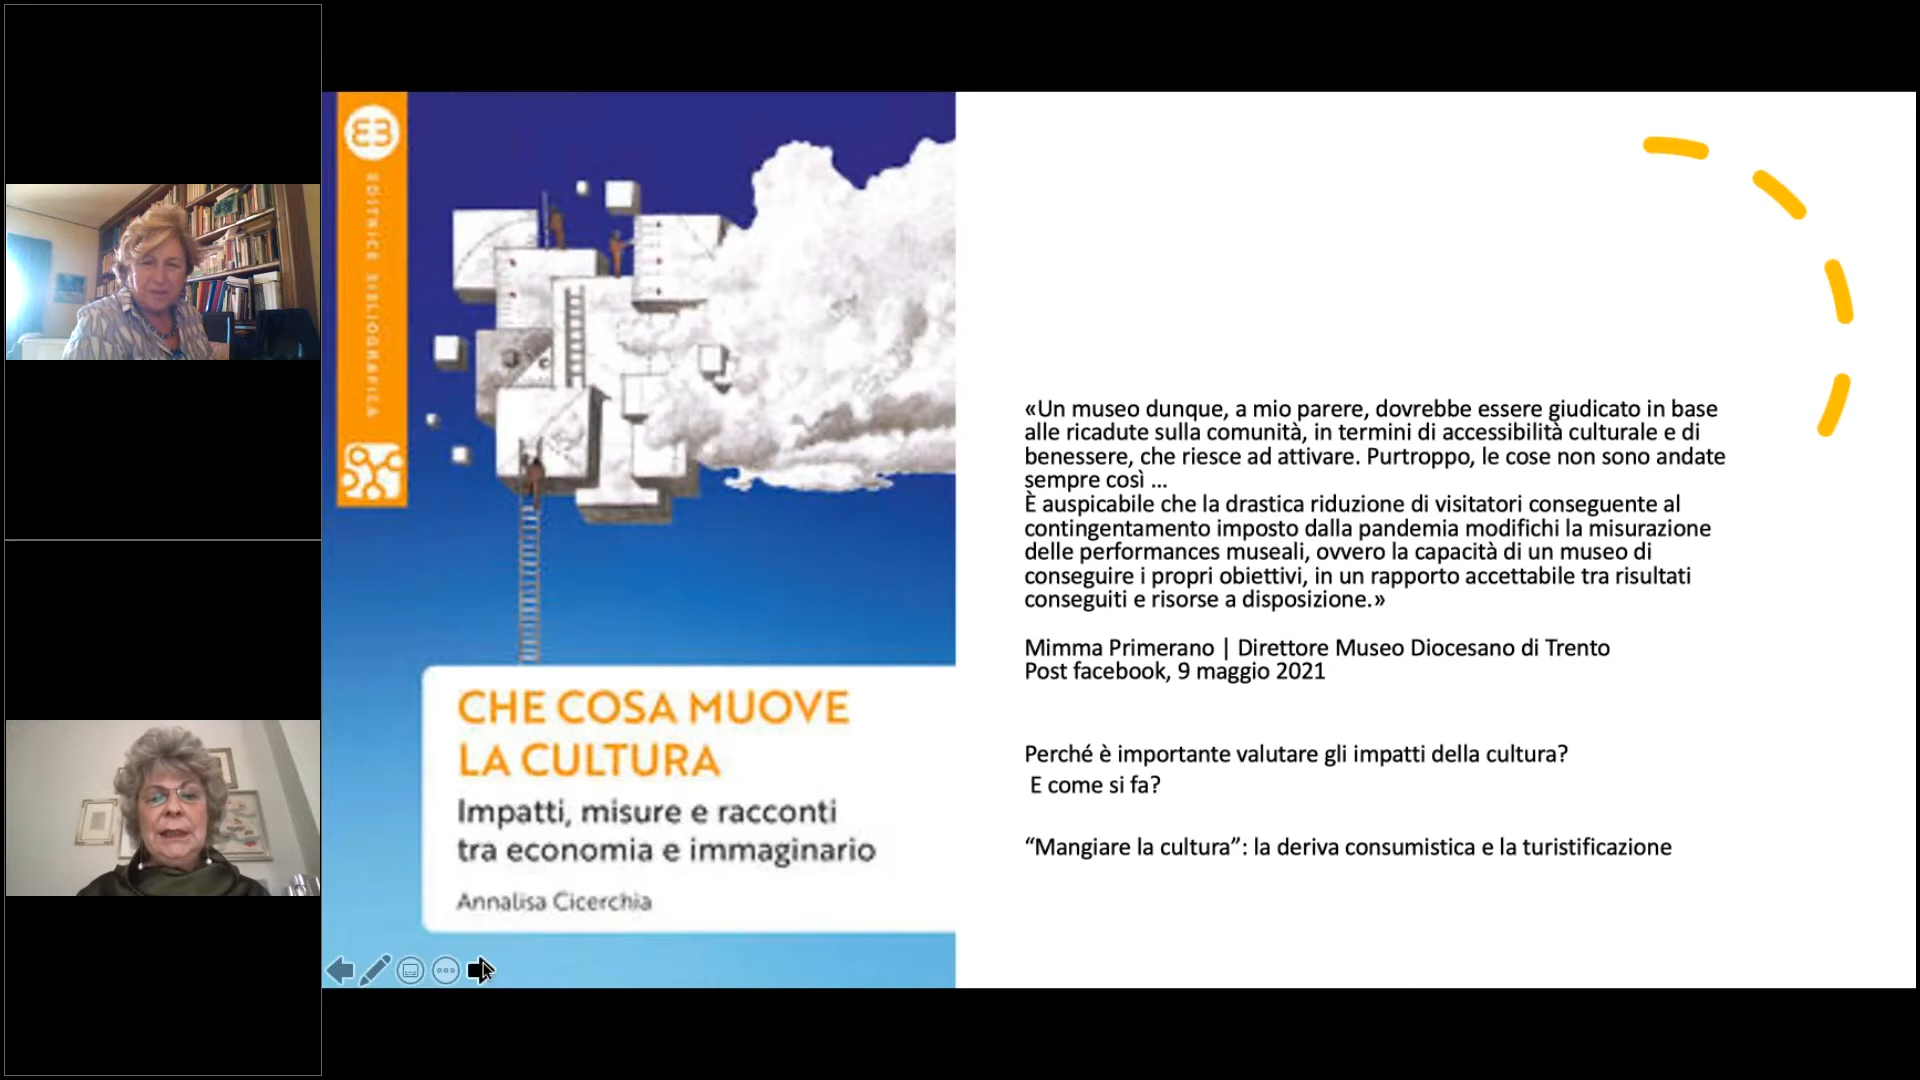 EDITRICE BIBLIOGRAFICA
CHE COSA MUOVE
LA CULTURA
Impatti, misure e racconti
tra economia e immaginario
Annalisa Cicerchia
«Un museo dunque, a mio parere, dovrebbe essere giudicato in base
alle ricadute sulla comunità, in termini di accessibilità culturale e di
benessere, che riesce ad attivare. Purtroppo, le cose non sono andate
sempre così ...
È auspicabile che la drastica riduzione di visitatori conseguente al
contingentamento imposto dalla pandemia modifichi la misurazione
delle performances museali, ovvero la capacità di un museo di
conseguire i propri obiettivi, in un rapporto accettabile tra risultati
conseguiti e risorse a disposizione.»
Mimma Primerano | Direttore Museo Diocesano di Trento
Post facebook, 9 maggio 2021
Perché è importante valutare gli impatti della cultura?
E come si fa?
“Mangiare la cultura”: la deriva consumistica e la turistificazione